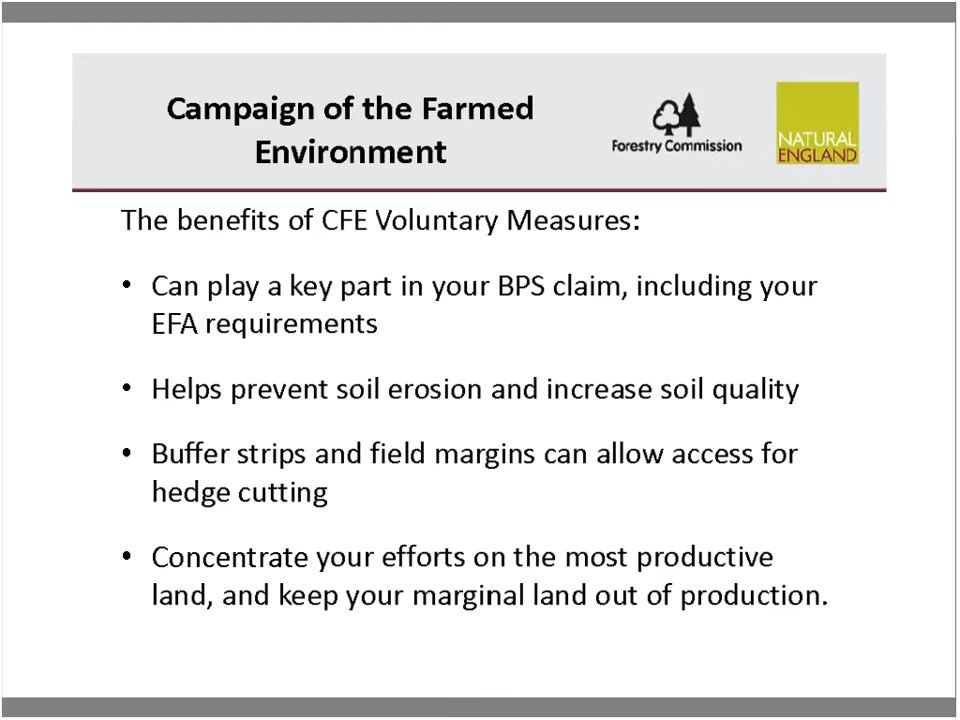 Campaign of the Farmed
Environment
Forestry Commission
NATURAL
ENGLAND
The benefits of CFE Voluntary Measures:
• Can play a key part in your BPS claim, including your
EFA requirements
• Helps prevent soil erosion and increase soil quality
• Buffer strips and field margins can allow access for
hedge cutting
• Concentrate your efforts on the most productive
land, and keep your marginal land out of production.